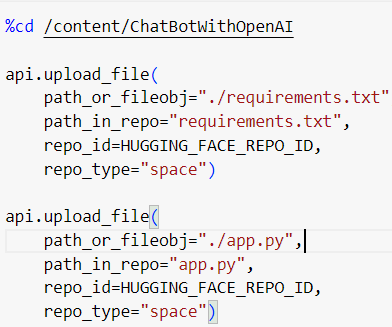 %cd /content/ChatBotWithOpenAI
api.upload_file(
path_or_fileobj="./requirements.txt"
path_in_repo="requirements.txt",
repo_id=HUGGING_FACE_REPO_ID,
repo_type="space")
api.upload_file(
path_or_fileobj="./app.py",
path_in_repo="app.py",
repo_id=HUGGING_FACE_REPO_ID,
repo_type="space")